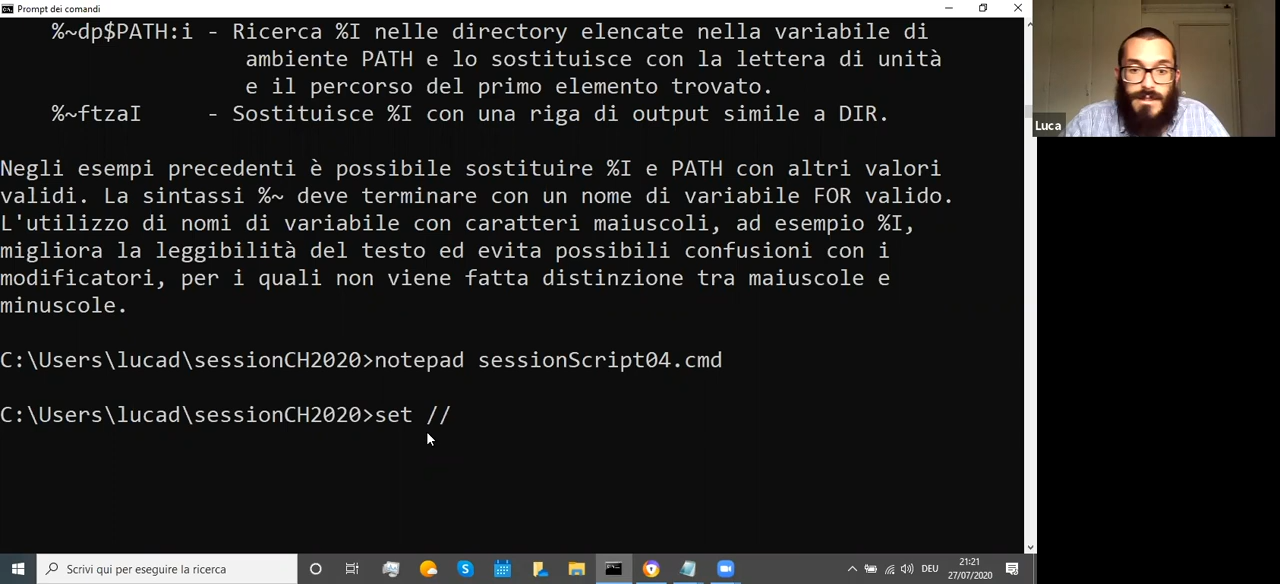 Prompt dei comandi
%~dp$PATH:i - Ricerca %I nelle directory elencate nella variabile di
ambiente PATH e lo sostituisce con la lettera di unità
e il percorso del primo elemento trovato.
%~ftzaI - Sostituisce %I con una riga di output simile a DIR.
Negli esempi precedenti è possibile sostituire %I e PATH con altri valori
validi. La sintassi %~ deve terminare con un nome di variabile FOR valido.
L'utilizzo di nomi di variabile con caratteri maiuscoli, ad esempio %I,
migliora la leggibilità del testo ed evita possibili confusioni con i
modificatori, per i quali non viene fatta distinzione tra maiuscole e
minuscole.
C:\Users\lucad\sessionCH2020>notepad sessionScript04.cmd
C:\Users\lucad\sessionCH2020>set //
Luca
Scrivi qui per eseguire la ricerca
DEU
21:21
27/07/2020